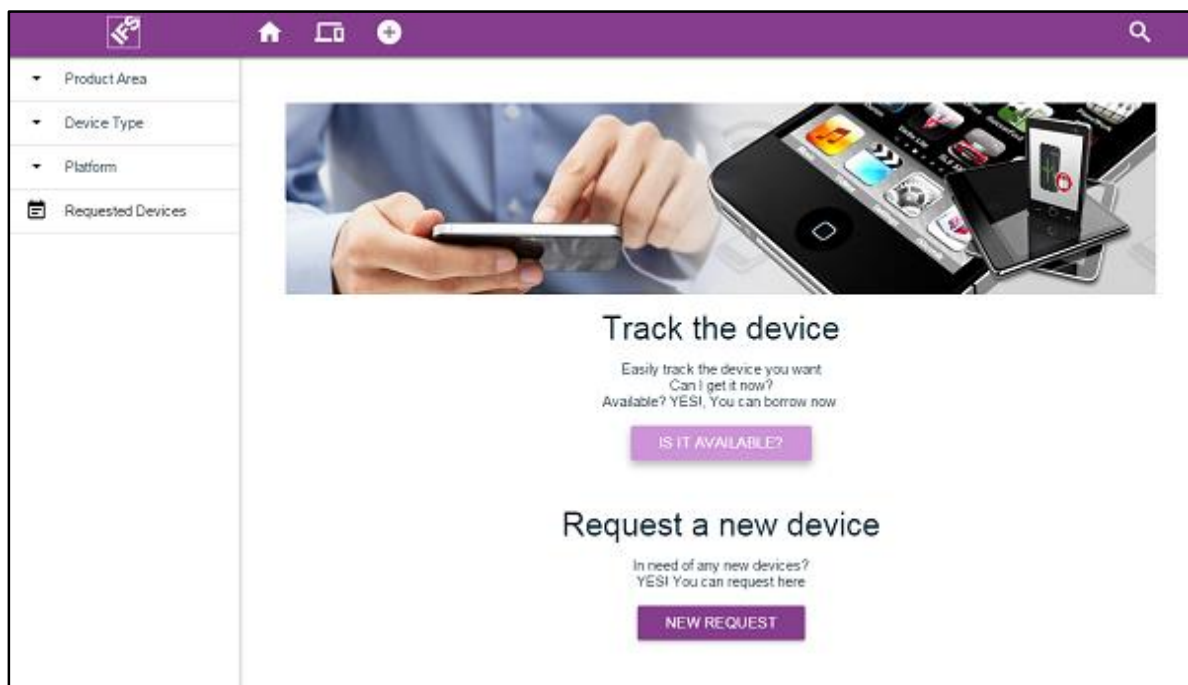 IFS
Product Area
Device Type
Platform
Requested Devices
Track the device
Easily track the device you want
Can I get it now?
Available? YES!, You can borrow now
IS IT AVAILABLE?
Request a new device
In need of any new devices?
YES! You can request here
NEW REQUEST